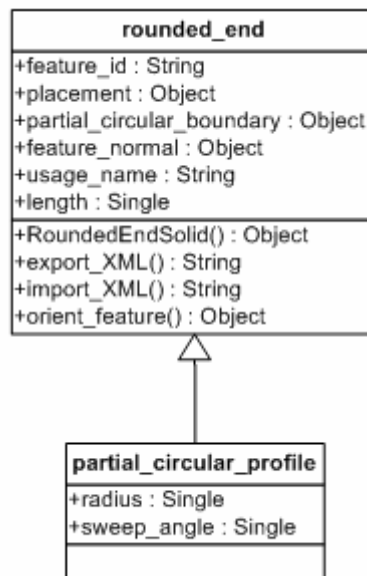 rounded_end
+feature_id : String
+placement : Object
+partial_circular_boundary : Object
+feature_normal : Object
+usage_name : String
+length : Single
+RoundedEndSolid() : Object
+export_XML() : String
+import_XML() : String
+orient_feature() : Object
partial_circular_profile
+radius : Single
+sweep_angle : Single